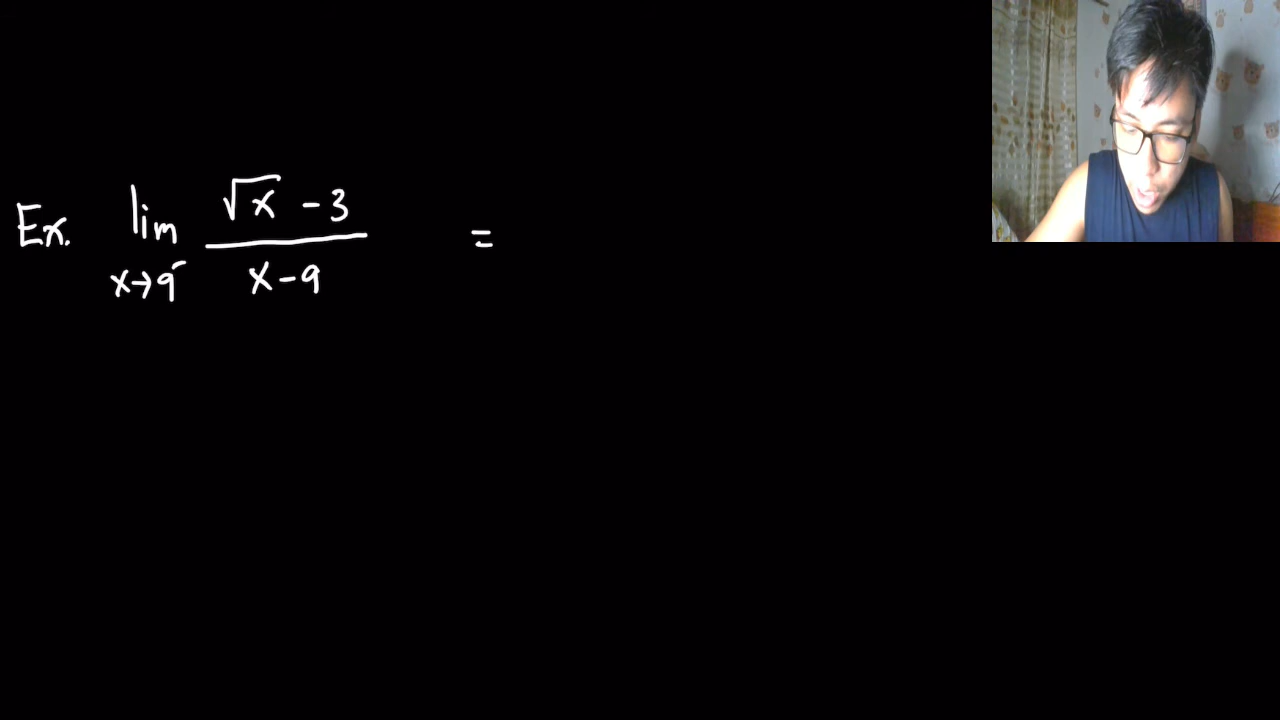 Ex. lim x→9⁻ (√x - 3)/(x - 9) =